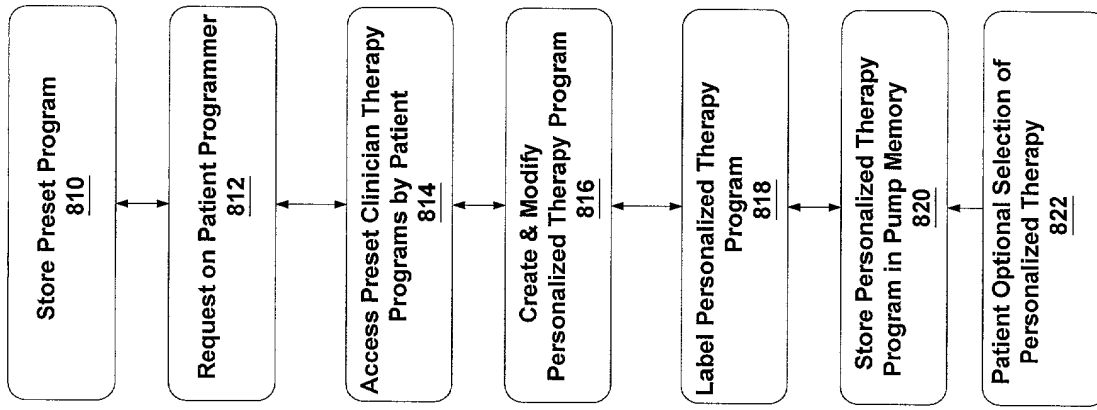 Store Preset Program
810
Request on Patient Programmer
812
Access Preset Clinician Therapy
Programs by Patient
814
Create & Modify
Personalized Therapy Program
816
Label Personalized Therapy
Program
818
Store Personalized Therapy
Program in Pump Memory
820
Patient Optional Selection of
Personalized Therapy
822